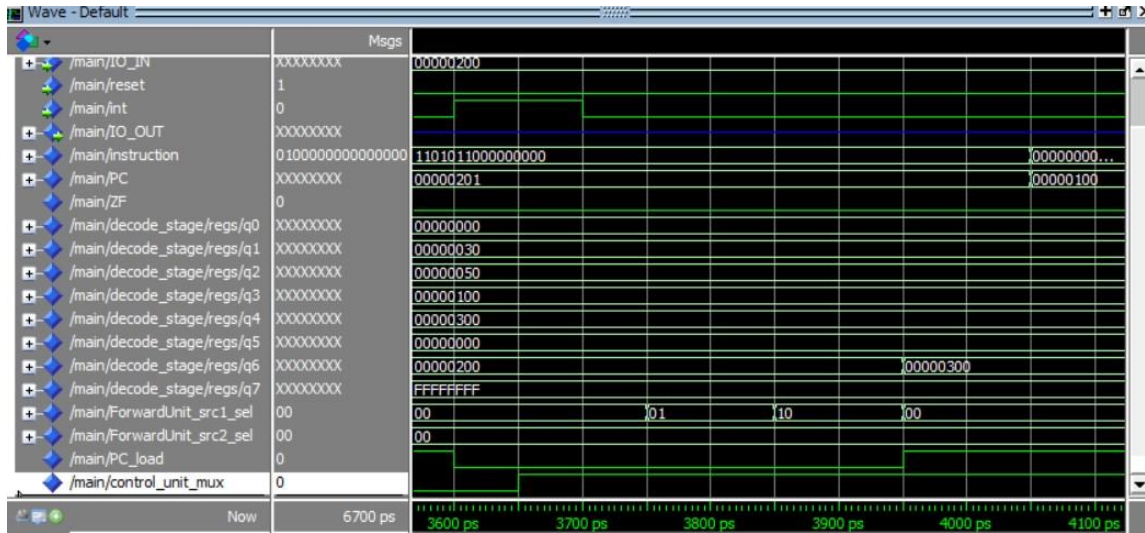 Wave - Default
Msgs
/main/IO_IN XXXXXXXX 00000200
/main/reset 1
/main/int 0
/main/IO_OUT XXXXXXXX
/main/instruction 0100000000000000 1101011000000000 00000000...
/main/PC XXXXXXXX 00000201 00000100
/main/ZF 0
/main/decode_stage/regs/q0 XXXXXXXX 00000000
/main/decode_stage/regs/q1 XXXXXXXX 00000030
/main/decode_stage/regs/q2 XXXXXXXX 00000050
/main/decode_stage/regs/q3 XXXXXXXX 00000100
/main/decode_stage/regs/q4 XXXXXXXX 00000300
/main/decode_stage/regs/q5 XXXXXXXX 00000000
/main/decode_stage/regs/q6 XXXXXXXX 00000200 00000300
/main/decode_stage/regs/q7 XXXXXXXX FFFFFFFF
/main/ForwardUnit_src1_sel 00 00 01 10 00
/main/ForwardUnit_src2_sel 00 00
/main/PC_load 0
/main/control_unit_mux 0
Now 6700 ps 3600 ps 3700 ps 3800 ps 3900 ps 4000 ps 4100 ps